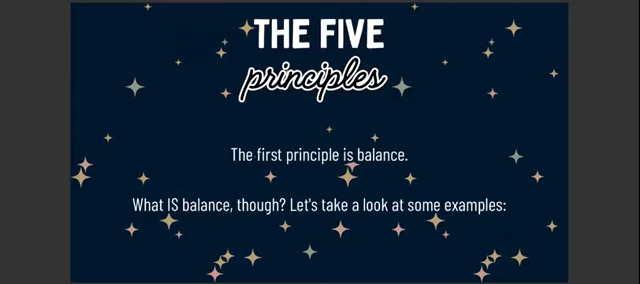 THE FIVE
principles
The first principle is balance.
What IS balance, though? Let's take a look at some examples: